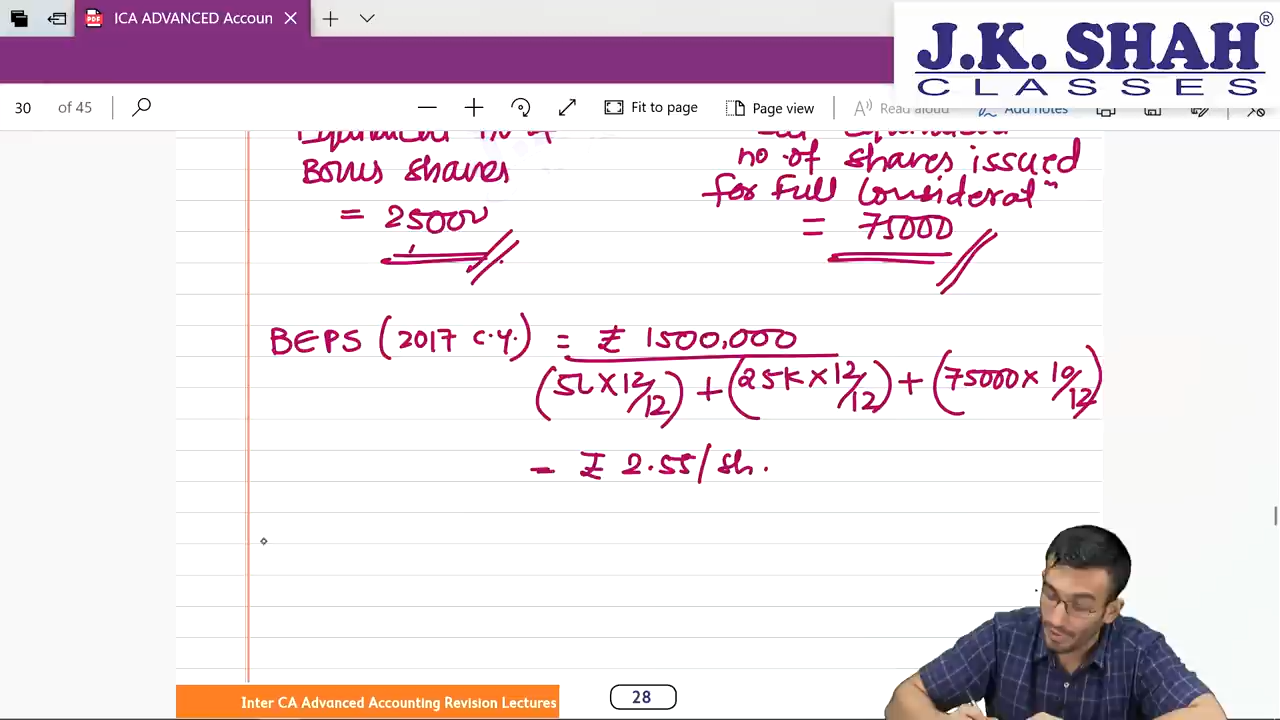 ICA ADVANCED Accoun
J.K. SHAH®
CLASSES
30 of 45
Fit to page
Page view
Read aloud
Add notes
Bonus shares
= 25000
no. of shares issued
for full Considerat^n
= 75000
BEPS (2017 C.Y.) = ₹ 1500,000
(5L × 12/12) + (25K × 12/12) + (75000 × 10/12)
= ₹ 2.55/sh.
Inter CA Advanced Accounting Revision Lectures
28